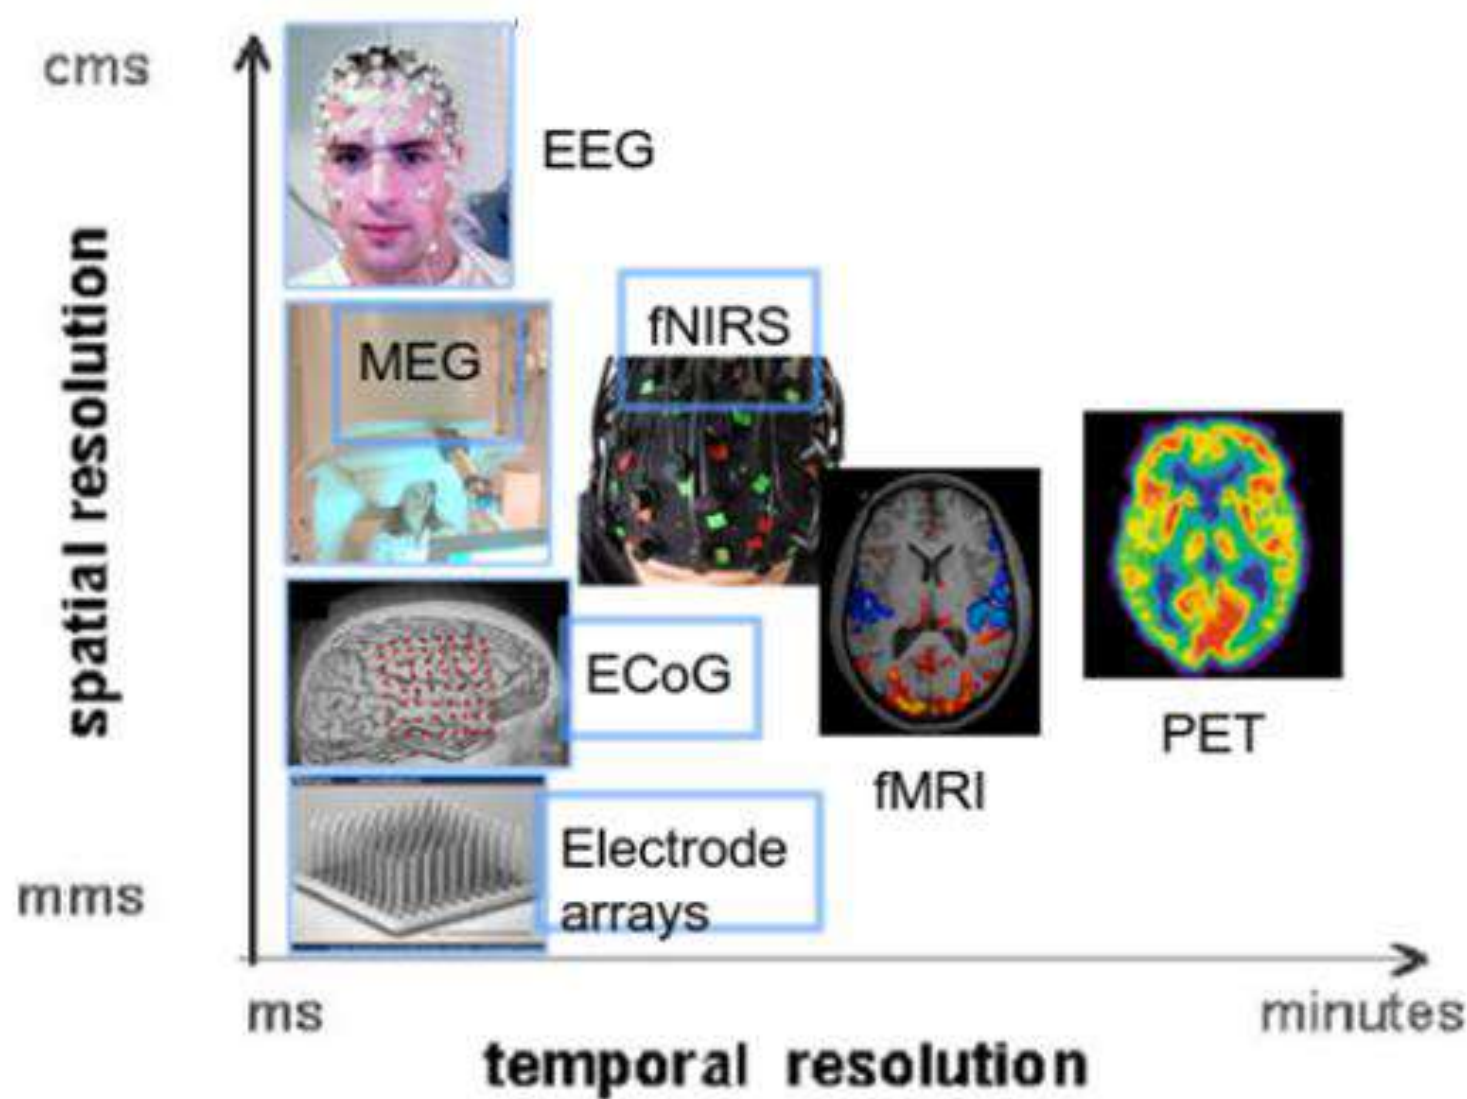 cms
EEG
spatial resolution
fNIRS
MEG
ECoG
PET
fMRI
Electrode
arrays
mms
ms
minutes
temporal resolution